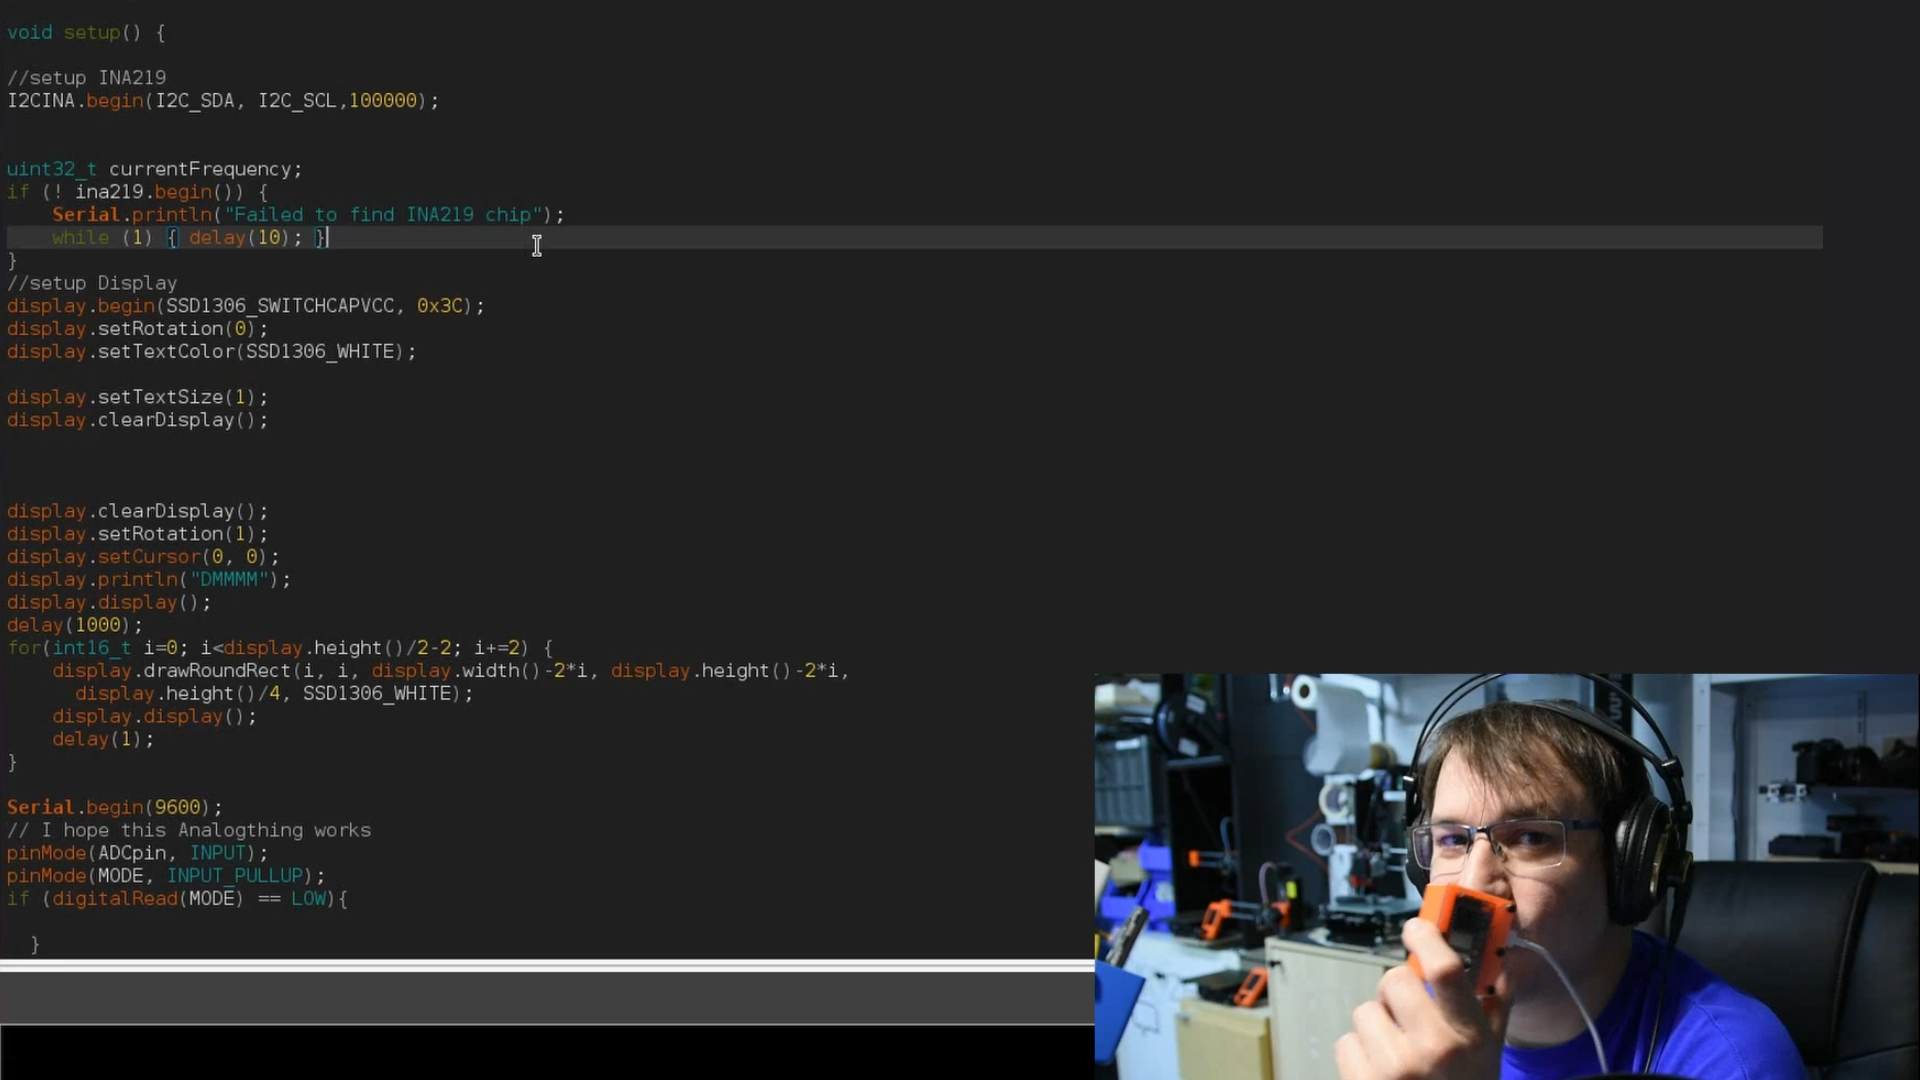 void setup() {
//setup INA219
I2CINA.begin(I2C_SDA, I2C_SCL,100000);
uint32_t currentFrequency;
if (! ina219.begin()) {
Serial.println("Failed to find INA219 chip");
while (1) { delay(10); }
}
//setup Display
display.begin(SSD1306_SWITCHCAPVCC, 0x3C);
display.setRotation(0);
display.setTextColor(SSD1306_WHITE);
display.setTextSize(1);
display.clearDisplay();
display.clearDisplay();
display.setRotation(1);
display.setCursor(0, 0);
display.println("DMMMM");
display.display();
delay(1000);
for(int16_t i=0; i<display.height()/2-2; i+=2) {
display.drawRoundRect(i, i, display.width()-2*i, display.height()-2*i,
display.height()/4, SSD1306_WHITE);
display.display();
delay(1);
}
Serial.begin(9600);
// I hope this Analogthing works
pinMode(ADCpin, INPUT);
pinMode(MODE, INPUT_PULLUP);
if (digitalRead(MODE) == LOW){
}